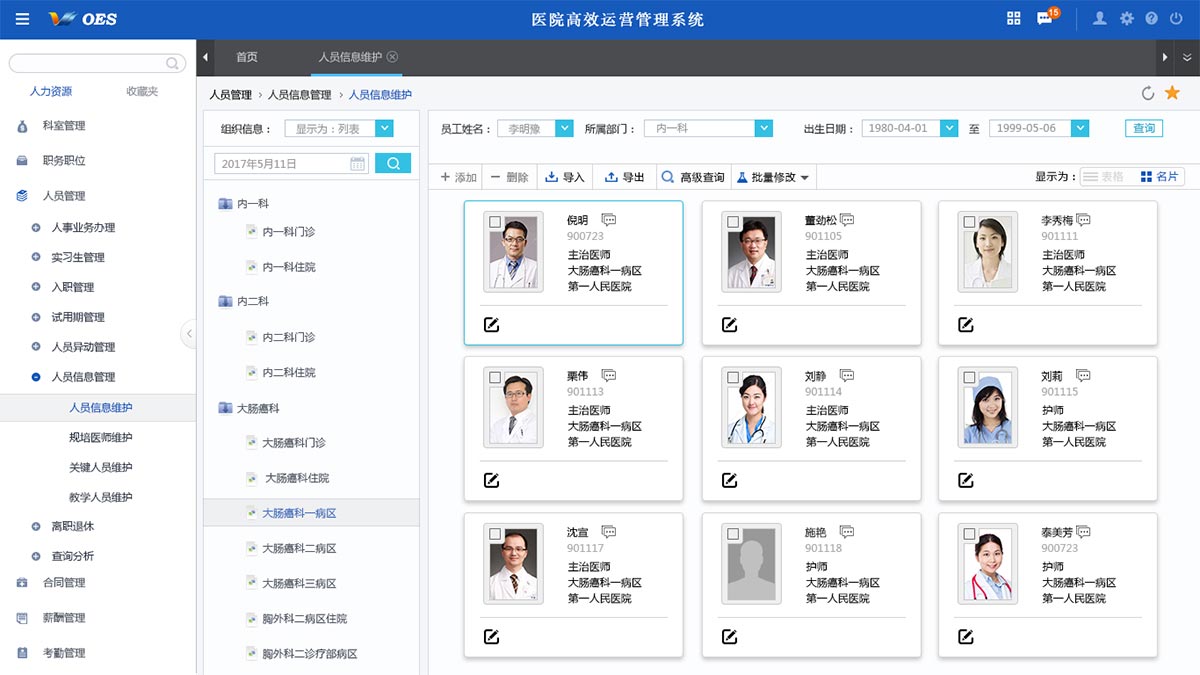 OES
医院高效运营管理系统
15
首页
人员信息维护
人力资源
收藏夹
人员管理 › 人员信息管理 › 人员信息维护
科室管理
职务职位
人员管理
人事业务办理
实习生管理
入职管理
试用期管理
人员异动管理
人员信息管理
人员信息维护
规培医师维护
关键人员维护
教学人员维护
离职退休
查询分析
合同管理
薪酬管理
考勤管理
组织信息：
显示为：列表
2017年5月11日
内一科
内一科门诊
内一科住院
内二科
内二科门诊
内二科住院
大肠癌科
大肠癌科门诊
大肠癌科住院
大肠癌科一病区
大肠癌科二病区
大肠癌科三病区
胸外科二病区住院
胸外科二诊疗部病区
员工姓名：
李明豫
所属部门：
内一科
出生日期：
1980-04-01
至
1999-05-06
查询
添加
删除
导入
导出
高级查询
批量修改
显示为：
表格
名片
倪明
900723
主治医师
大肠癌科一病区
第一人民医院
董劲松
901105
主治医师
大肠癌科一病区
第一人民医院
李秀梅
901111
主治医师
大肠癌科一病区
第一人民医院
栗伟
901113
主治医师
大肠癌科一病区
第一人民医院
刘静
901114
主治医师
大肠癌科一病区
第一人民医院
刘莉
901115
护师
大肠癌科一病区
第一人民医院
沈宣
901117
主治医师
大肠癌科一病区
第一人民医院
施艳
901118
护师
大肠癌科一病区
第一人民医院
泰美芳
900723
护师
大肠癌科一病区
第一人民医院